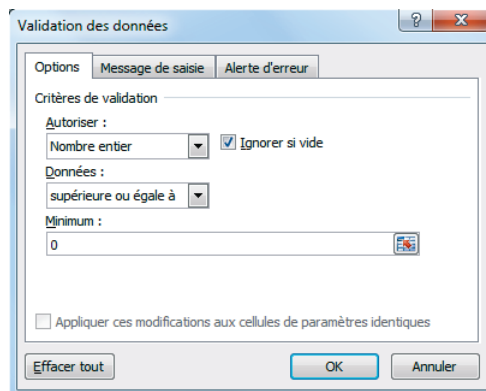 Validation des données
Options Message de saisie Alerte d'erreur
Critères de validation
Autoriser :
Nombre entier Ignorer si vide
Données :
supérieure ou égale à
Minimum :
0
Appliquer ces modifications aux cellules de paramètres identiques
Effacer tout OK Annuler